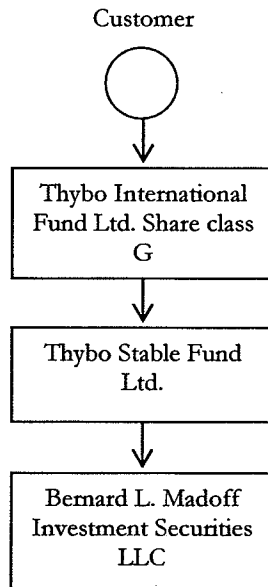 Customer
Thybo International
Fund Ltd. Share class
G
Thybo Stable Fund
Ltd.
Bernard L. Madoff
Investment Securities
LLC